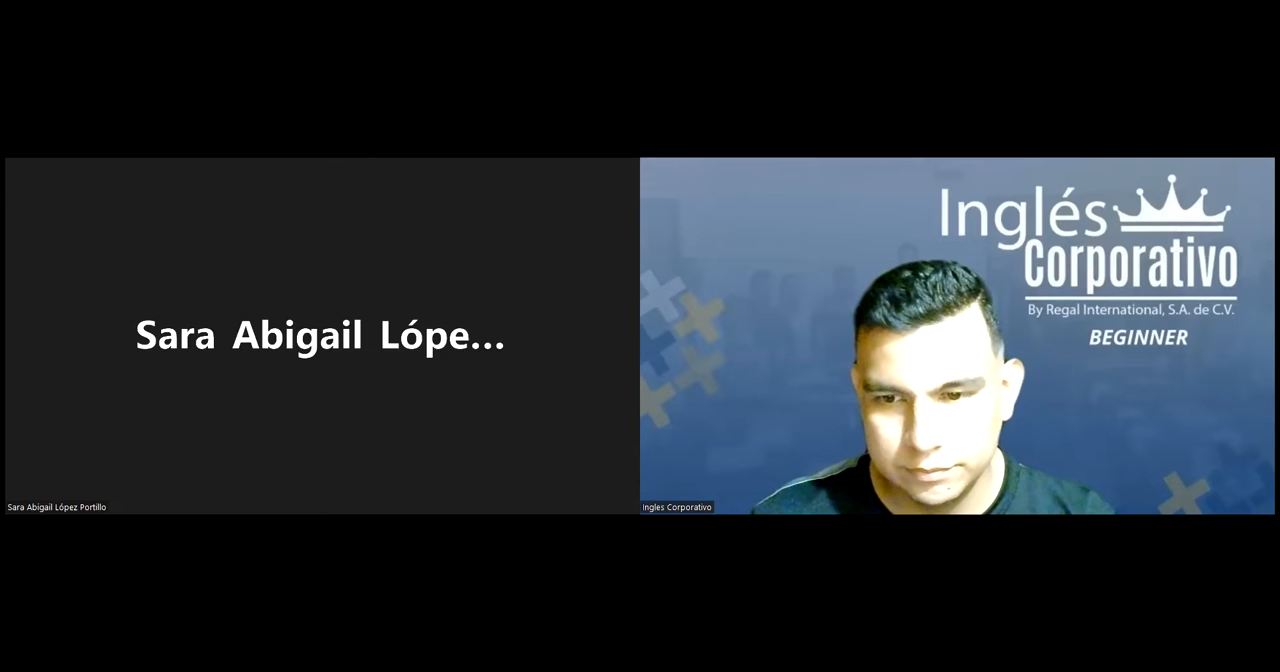 Sara Abigail Lópe...
Sara Abigail López Portillo
Inglés
Corporativo
By Regal International, S.A. de C.V.
BEGINNER
Ingles Corporativo